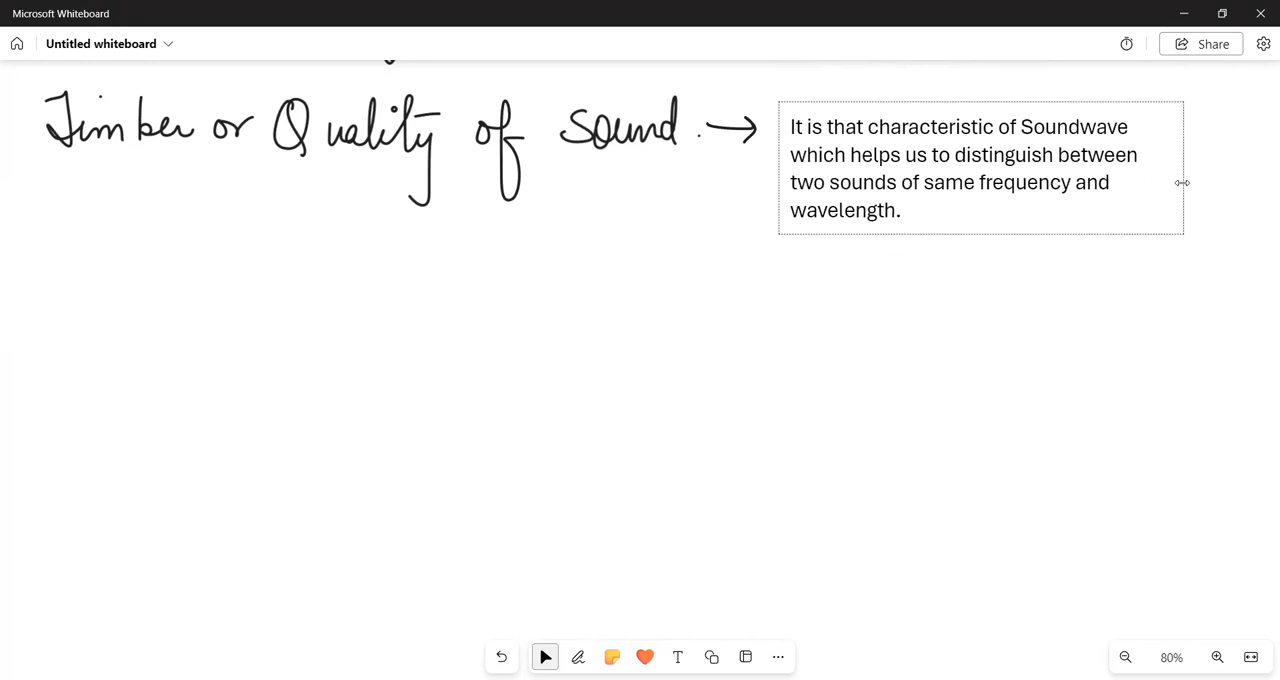 Microsoft Whiteboard
Untitled whiteboard
Share
Timber or Quality of Sound. →
It is that characteristic of Soundwave
which helps us to distinguish between
two sounds of same frequency and
wavelength.
80%